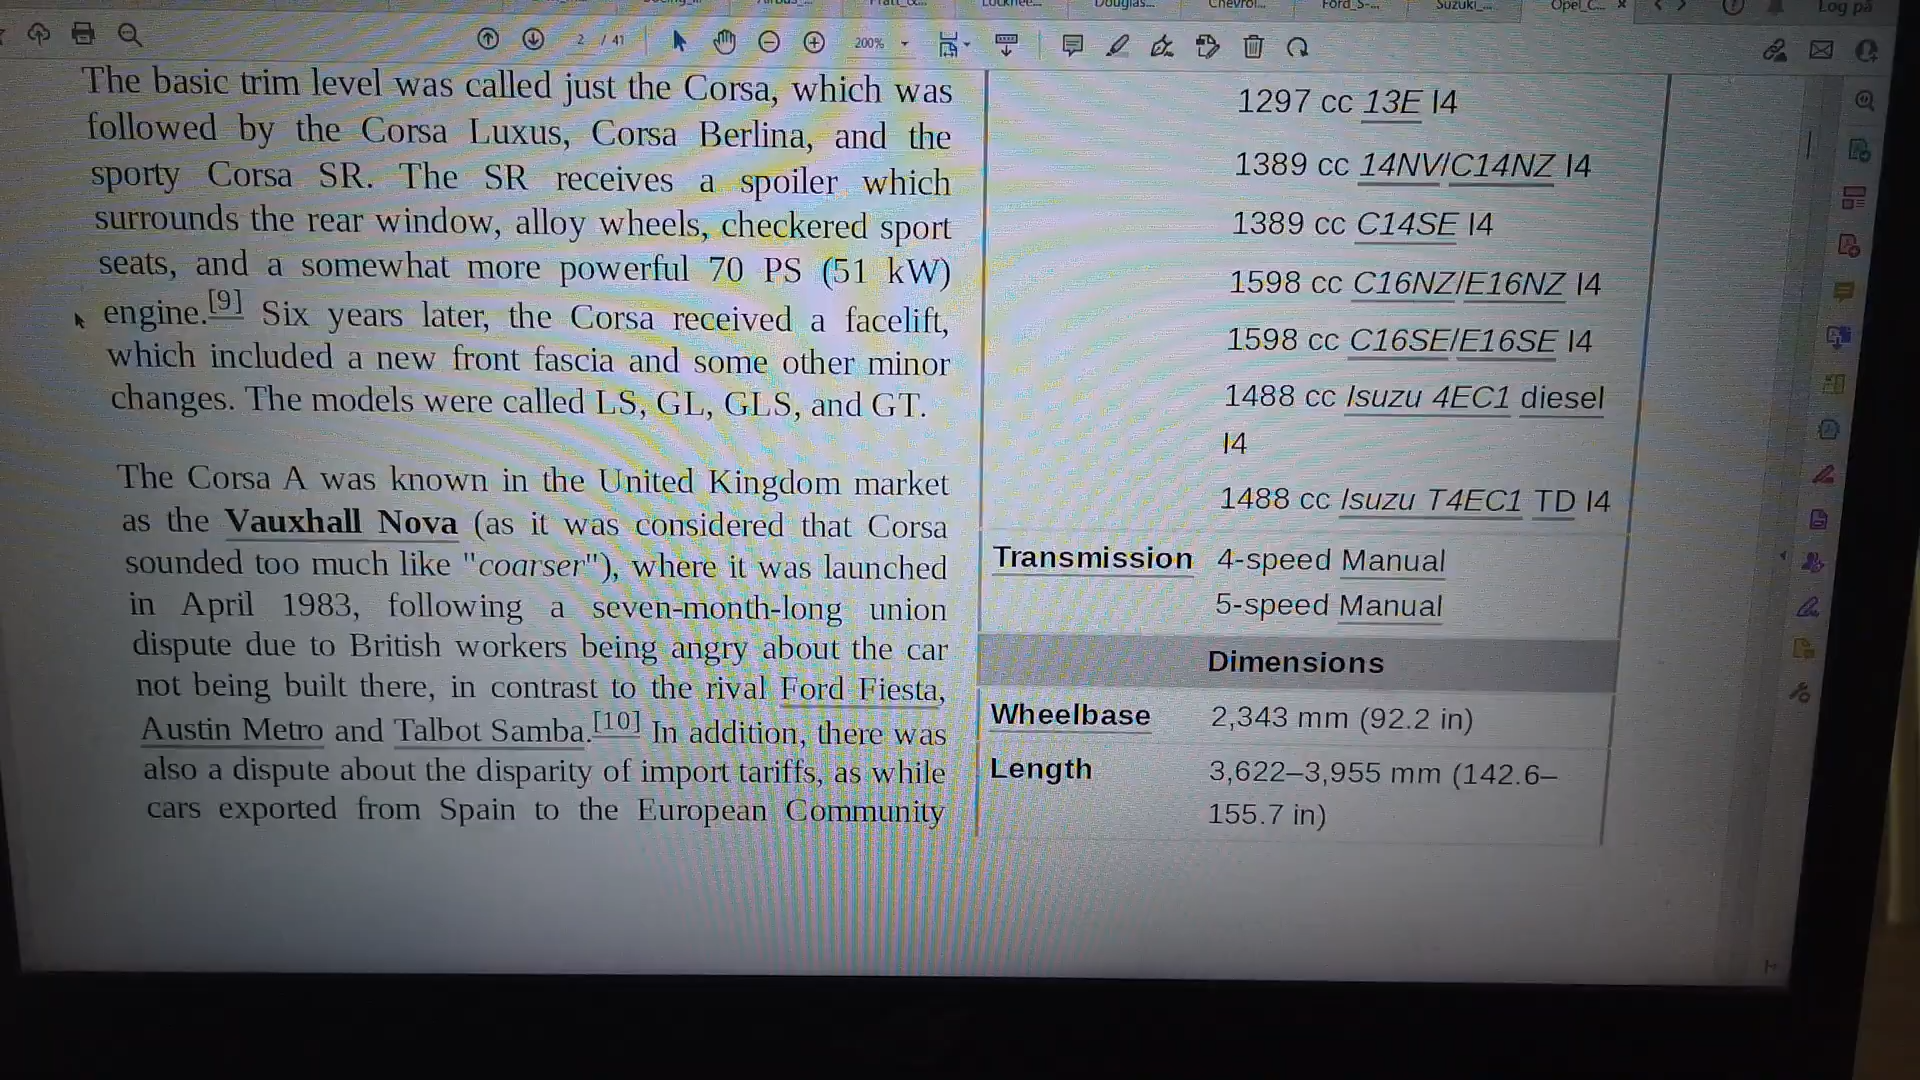 Lockhee...
Douglas...
Chevrol...
Ford_S-...
Suzuki_...
Opel_C...
Log på
2 / 41
200%
The basic trim level was called just the Corsa, which was
followed by the Corsa Luxus, Corsa Berlina, and the
sporty Corsa SR. The SR receives a spoiler which
surrounds the rear window, alloy wheels, checkered sport
seats, and a somewhat more powerful 70 PS (51 kW)
engine.[9] Six years later, the Corsa received a facelift,
which included a new front fascia and some other minor
changes. The models were called LS, GL, GLS, and GT.
The Corsa A was known in the United Kingdom market
as the Vauxhall Nova (as it was considered that Corsa
sounded too much like "coarser"), where it was launched
in April 1983, following a seven-month-long union
dispute due to British workers being angry about the car
not being built there, in contrast to the rival Ford Fiesta,
Austin Metro and Talbot Samba.[10] In addition, there was
also a dispute about the disparity of import tariffs, as while
cars exported from Spain to the European Community
1297 cc 13E I4
1389 cc 14NV/C14NZ I4
1389 cc C14SE I4
1598 cc C16NZ/E16NZ I4
1598 cc C16SE/E16SE I4
1488 cc Isuzu 4EC1 diesel
I4
1488 cc Isuzu T4EC1 TD I4
Transmission 4-speed Manual
5-speed Manual
Dimensions
Wheelbase 2,343 mm (92.2 in)
Length 3,622–3,955 mm (142.6–
155.7 in)